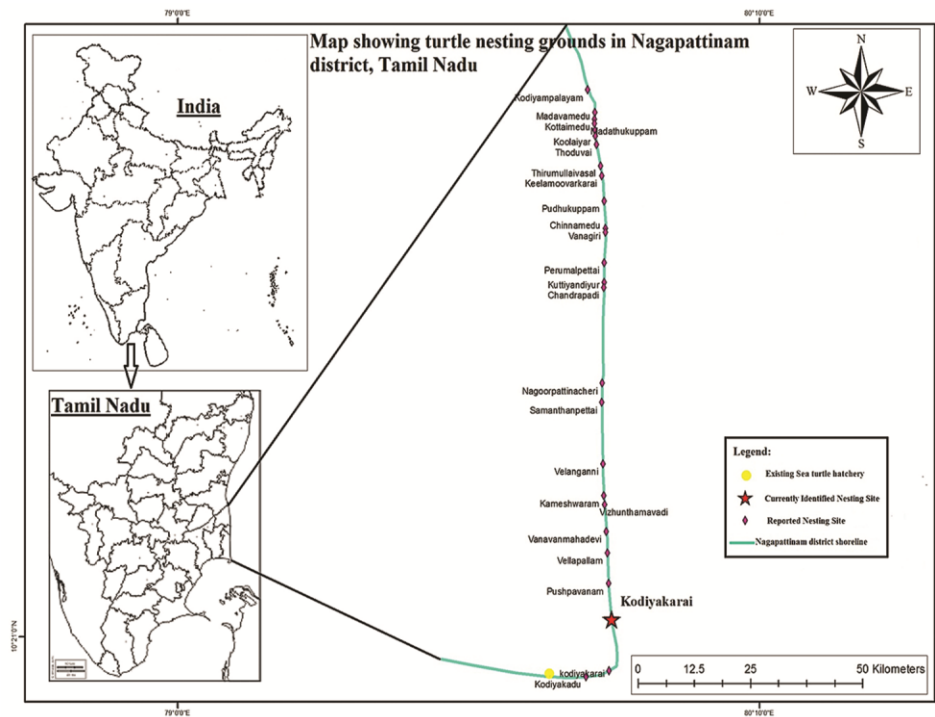 79°0'0"
80°10'0"
Map showing turtle nesting grounds in Nagapattinam
district, Tamil Nadu
India
N
W
E
S
Kodiyampalayam
Madavamedu
Kottaimedu
Madathukuppam
Koolaiyar
Thoduvai
Thirumullaivasal
Keelamoovarkarai
Pudhukuppam
Chinnamedu
Vanagiri
Perumalpettai
Kuttiyandiyur
Chandrapadi
Tamil Nadu
Nagoorpattinacheri
Samanthanpettai
Velanganni
Kameshwaram
Vizhunthamavadi
Vanavanmahadevi
Vellapallam
Pushpavanam
Kodiyakarai
kodiyakarai
Kodiyakadu
Legend:
Existing Sea turtle hatchery
Currently Identified Nesting Site
Reported Nesting Site
Nagapattinam district shoreline
10°21'0"N
0
12.5
25
50 Kilometers
79°0'0"
80°10'0"